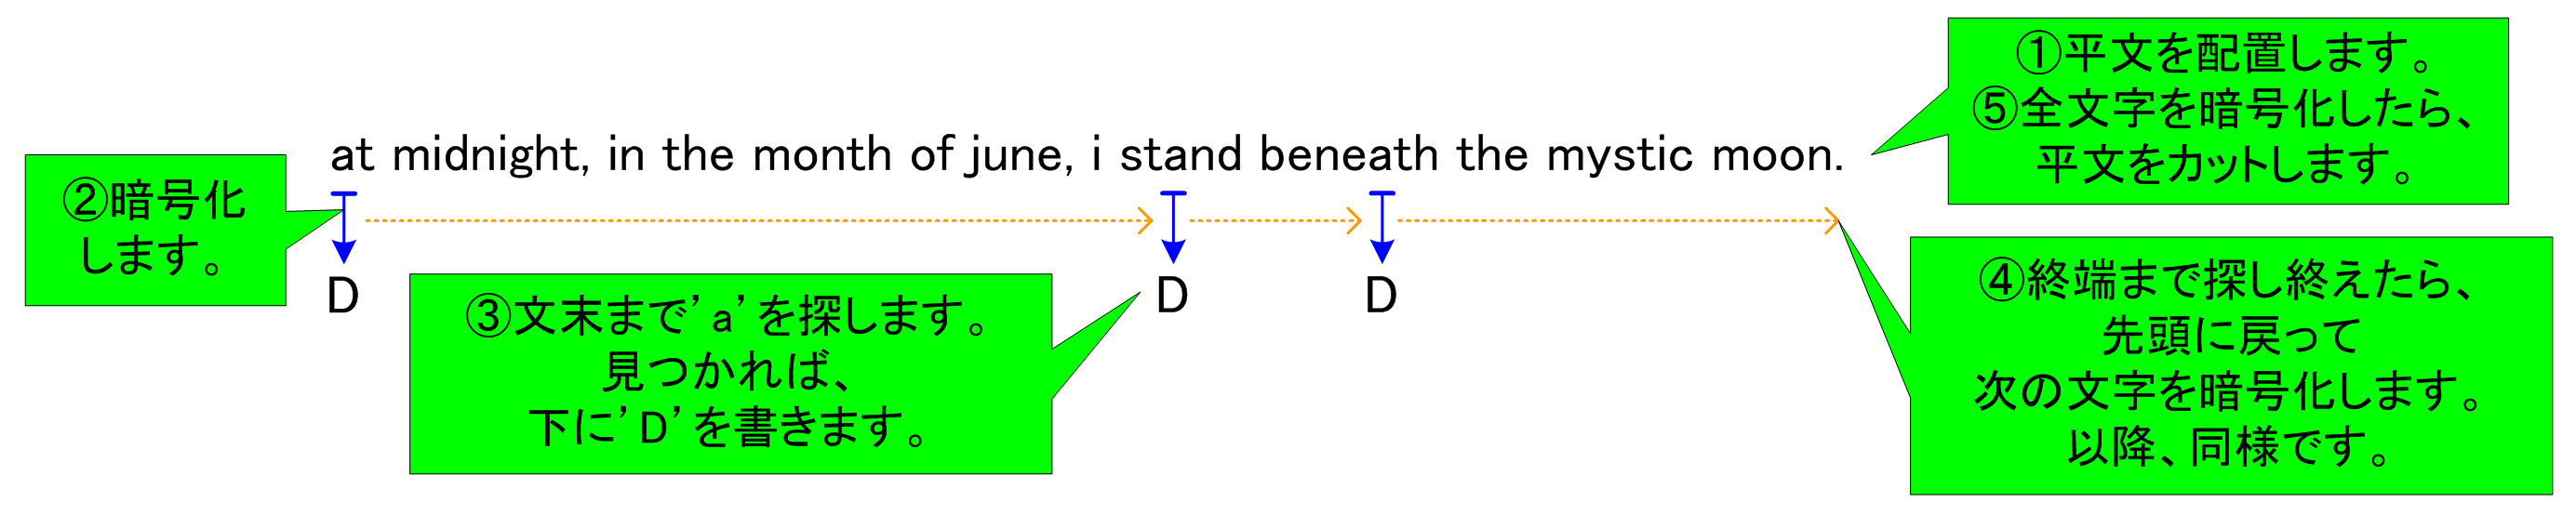 ①平文を配置します。
⑤全文字を暗号化したら、
平文をカットします。
at midnight, in the month of june, i stand beneath the mystic moon.
②暗号化
します。
D
D
D
③文末まで’a’を探します。
見つかれば、
下に’D’を書きます。
④終端まで探し終えたら、
先頭に戻って
次の文字を暗号化します。
以降、同様です。